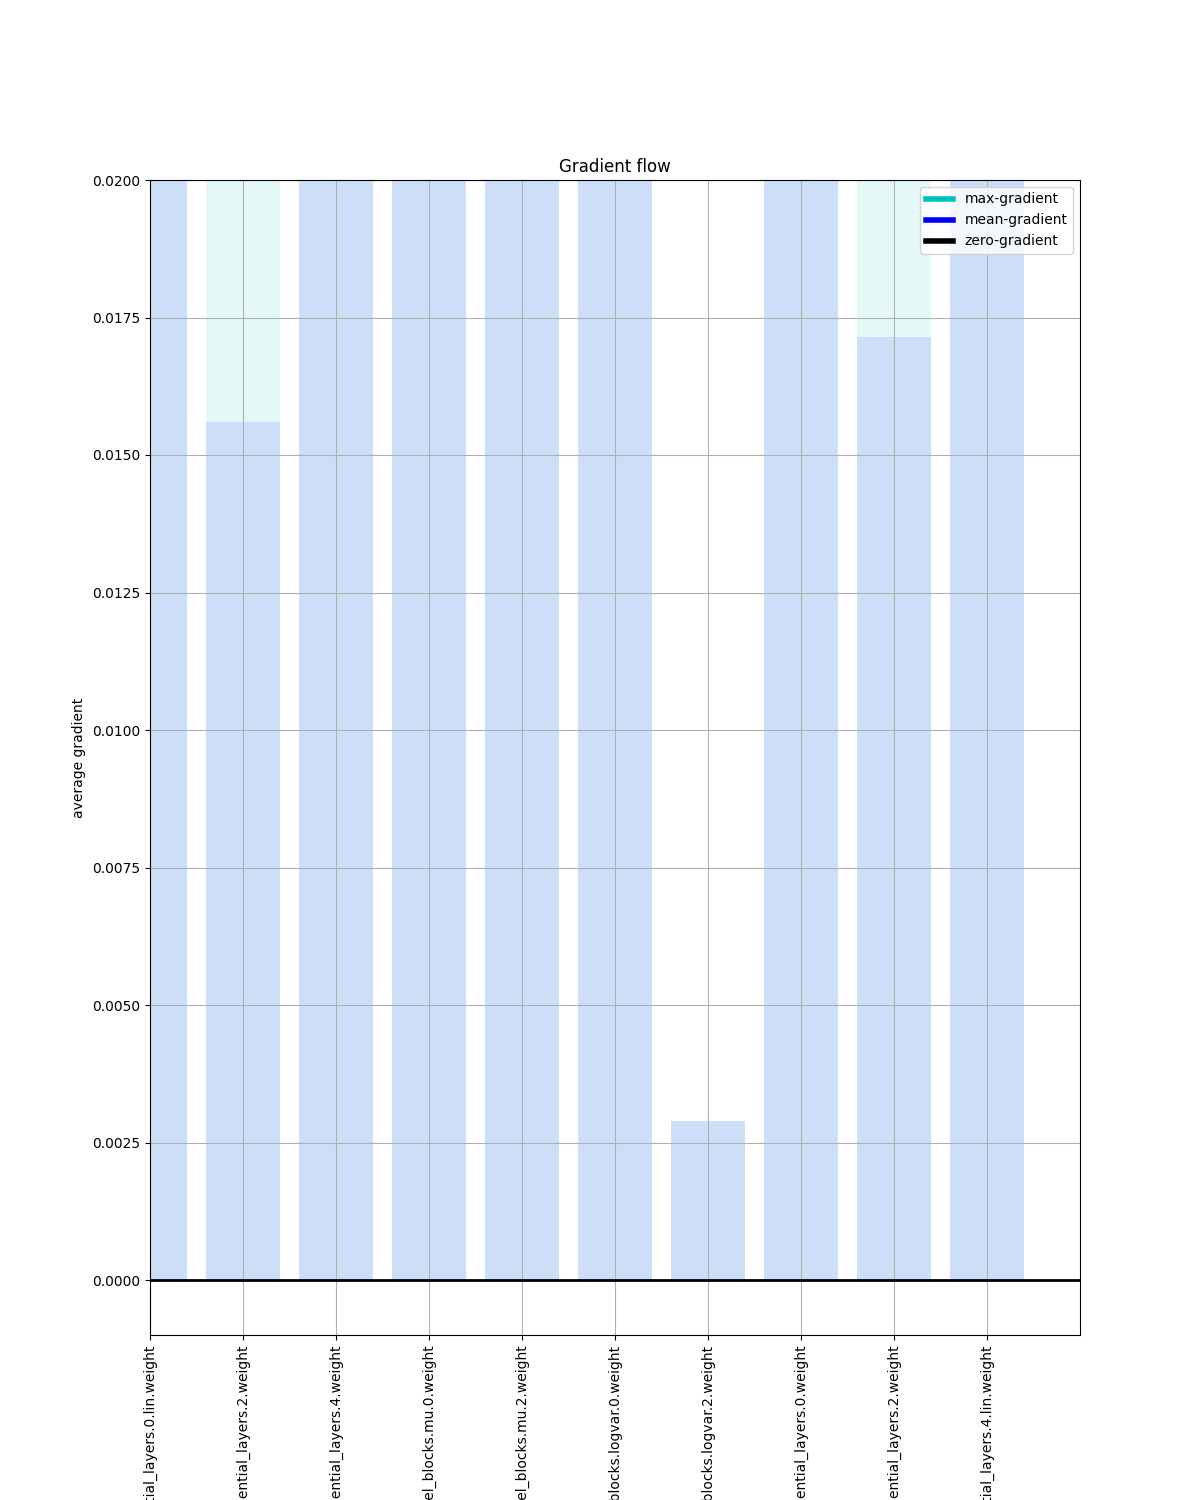 Gradient flow
max-gradient
mean-gradient
zero-gradient
0.0200
0.0175
0.0150
0.0125
0.0100
0.0075
0.0050
0.0025
0.0000
average gradient
tial_layers.0.lin.weight
ential_layers.2.weight
ential_layers.4.weight
el_blocks.mu.0.weight
el_blocks.mu.2.weight
blocks.logvar.0.weight
blocks.logvar.2.weight
ential_layers.0.weight
ential_layers.2.weight
tial_layers.4.lin.weight